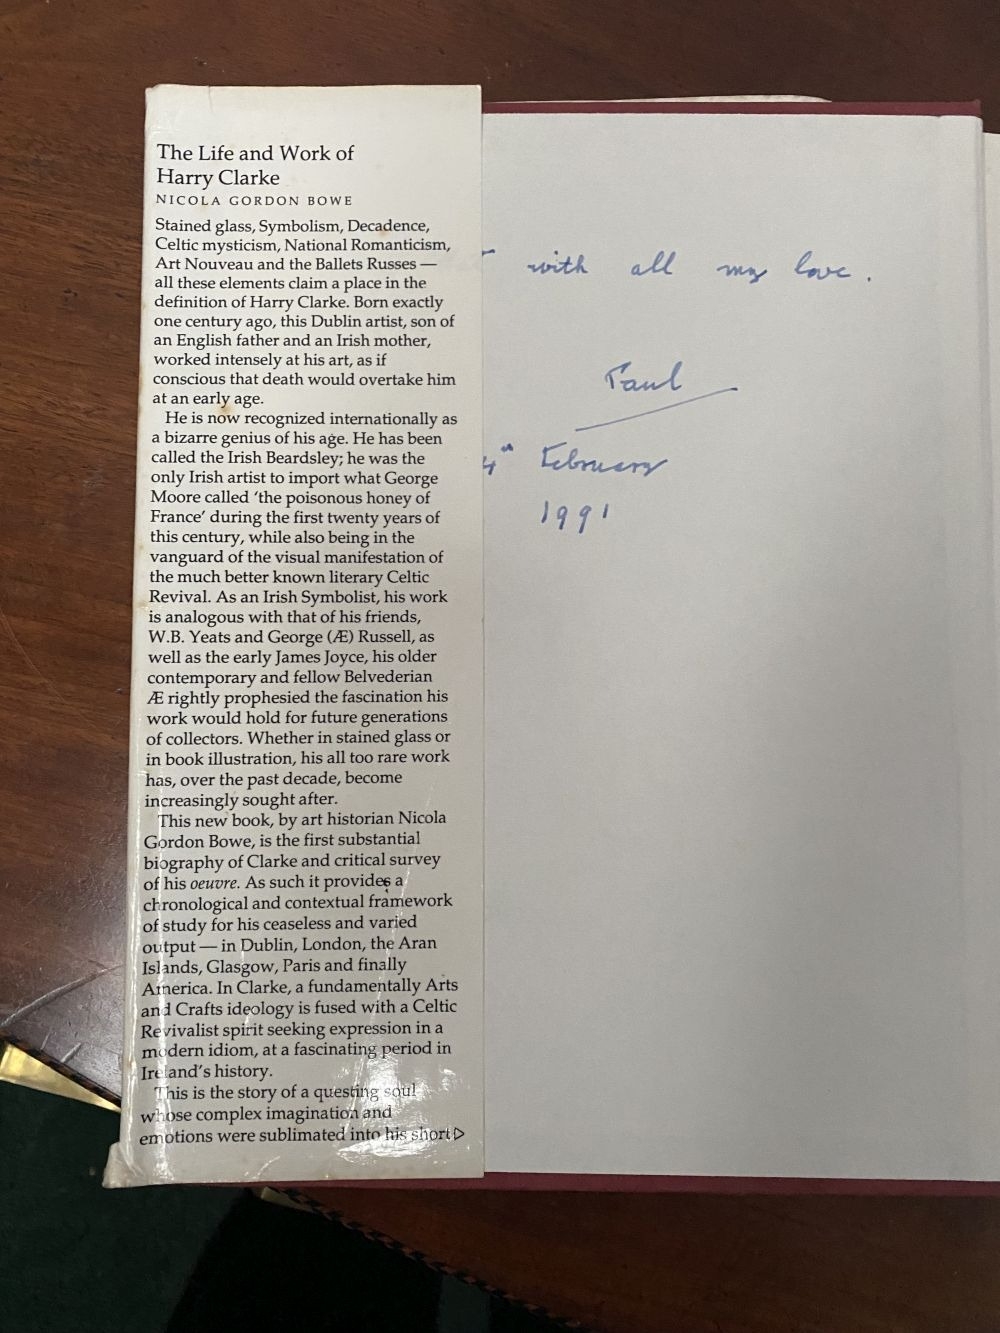 The Life and Work of
Harry Clarke
NICOLA GORDON BOWE
Stained glass, Symbolism, Decadence,
Celtic mysticism, National Romanticism,
Art Nouveau and the Ballets Russes —
all these elements claim a place in the
definition of Harry Clarke. Born exactly
one century ago, this Dublin artist, son of
an English father and an Irish mother,
worked intensely at his art, as if
conscious that death would overtake him
at an early age.
He is now recognized internationally as
a bizarre genius of his age. He has been
called the Irish Beardsley; he was the
only Irish artist to import what George
Moore called ‘the poisonous honey of
France’ during the first twenty years of
this century, while also being in the
vanguard of the visual manifestation of
the much better known literary Celtic
Revival. As an Irish Symbolist, his work
is analogous with that of his friends,
W.B. Yeats and George (Æ) Russell, as
well as the early James Joyce, his older
contemporary and fellow Belvederian
Æ rightly prophesied the fascination his
work would hold for future generations
of collectors. Whether in stained glass or
in book illustration, his all too rare work
has, over the past decade, become
increasingly sought after.
This new book, by art historian Nicola
Gordon Bowe, is the first substantial
biography of Clarke and critical survey
of his oeuvre. As such it provides a
chronological and contextual framework
of study for his ceaseless and varied
output — in Dublin, London, the Aran
Islands, Glasgow, Paris and finally
America. In Clarke, a fundamentally Arts
and Crafts ideology is fused with a Celtic
Revivalist spirit seeking expression in a
modern idiom, at a fascinating period in
Ireland's history.
This is the story of a questing soul
whose complex imagination and
emotions were sublimated into his short ▷
with all my love.
Paul
4th February
1991